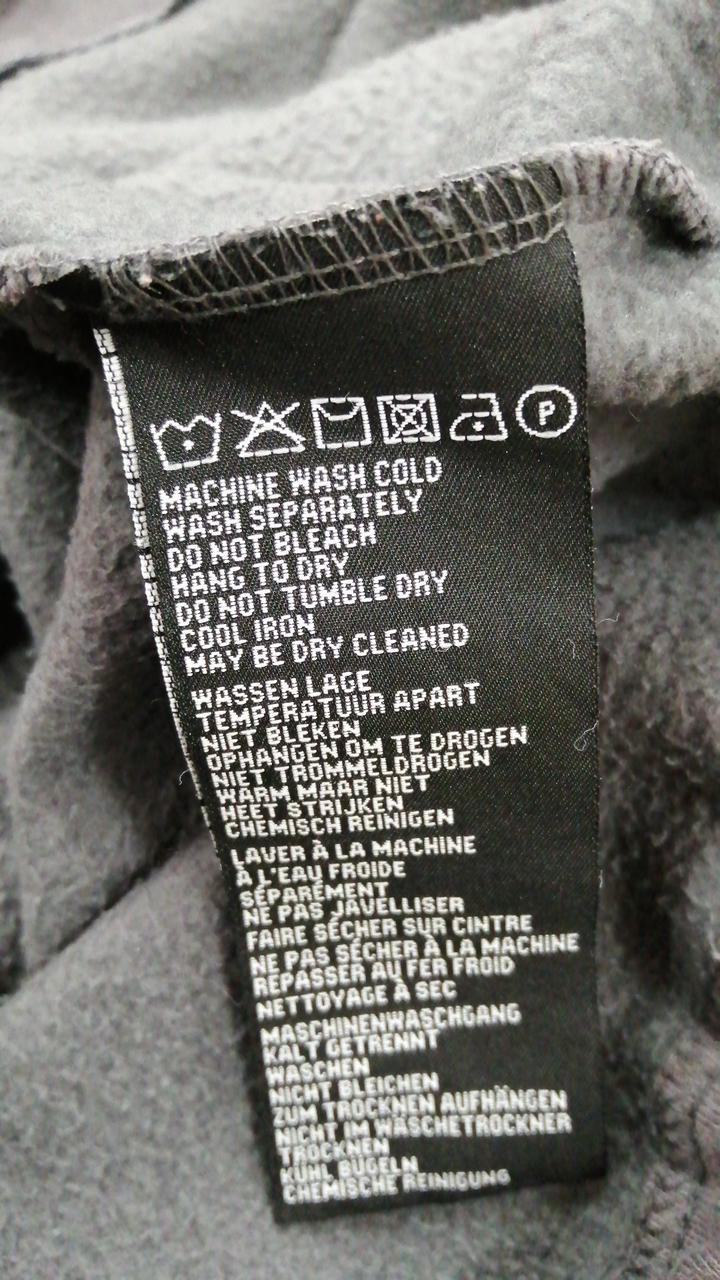 P
MACHINE WASH COLD
WASH SEPARATELY
DO NOT BLEACH
HANG TO DRY
DO NOT TUMBLE DRY
COOL IRON
MAY BE DRY CLEANED
WASSEN LAGE
TEMPERATUUR APART
NIET BLEKEN
OPHANGEN OM TE DROGEN
NIET TROMMELDROGEN
WARM MAAR NIET
HEET STRIJKEN
CHEMISCH REINIGEN
LAVER À LA MACHINE
À L'EAU FROIDE
SÉPARÉMENT
NE PAS JAVELLISER
FAIRE SÉCHER SUR CINTRE
NE PAS SÉCHER À LA MACHINE
REPASSER AU FER FROID
NETTOYAGE À SEC
MASCHINENWASCHGANG
KALT GETRENNT
WASCHEN
NICHT BLEICHEN
ZUM TROCKNEN AUFHÄNGEN
NICHT IM WÄSCHETROCKNER
TROCKNEN
KÜHL BÜGELN
CHEMISCHE REINIGUNG